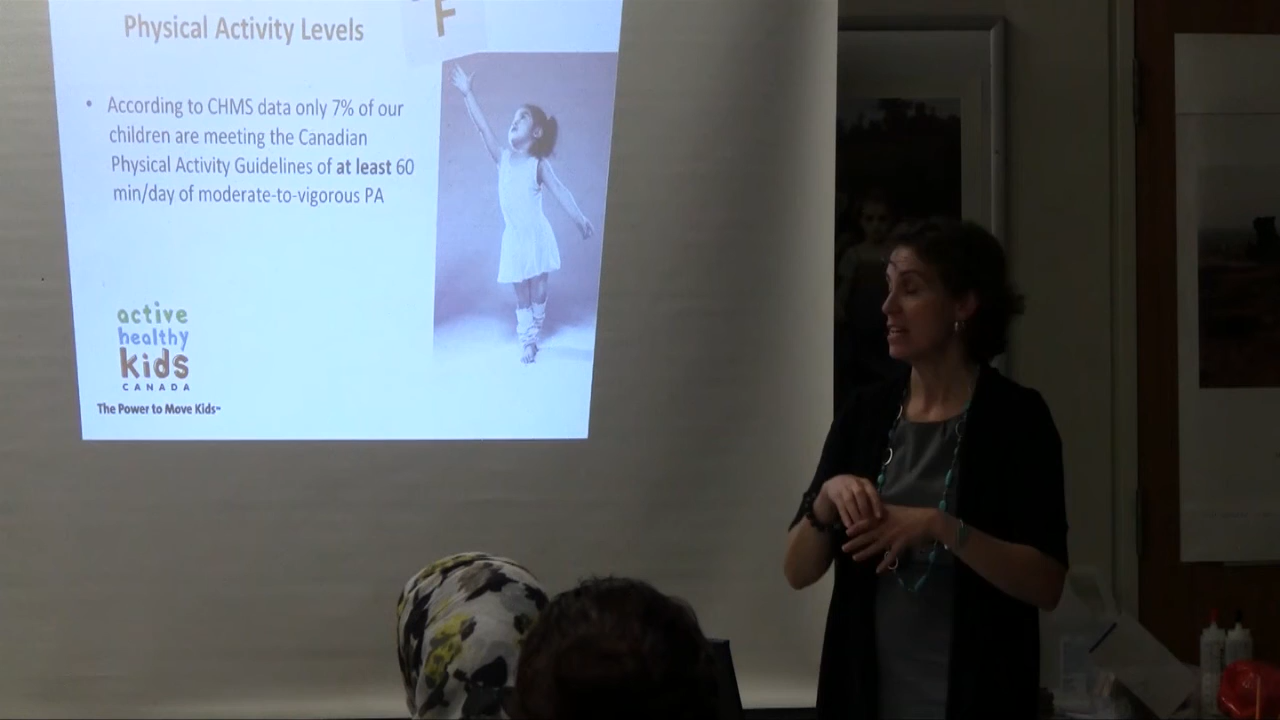 F
Physical Activity Levels
• According to CHMS data only 7% of our
children are meeting the Canadian
Physical Activity Guidelines of at least 60
min/day of moderate-to-vigorous PA
active
healthy
kids
CANADA
The Power to Move Kids™